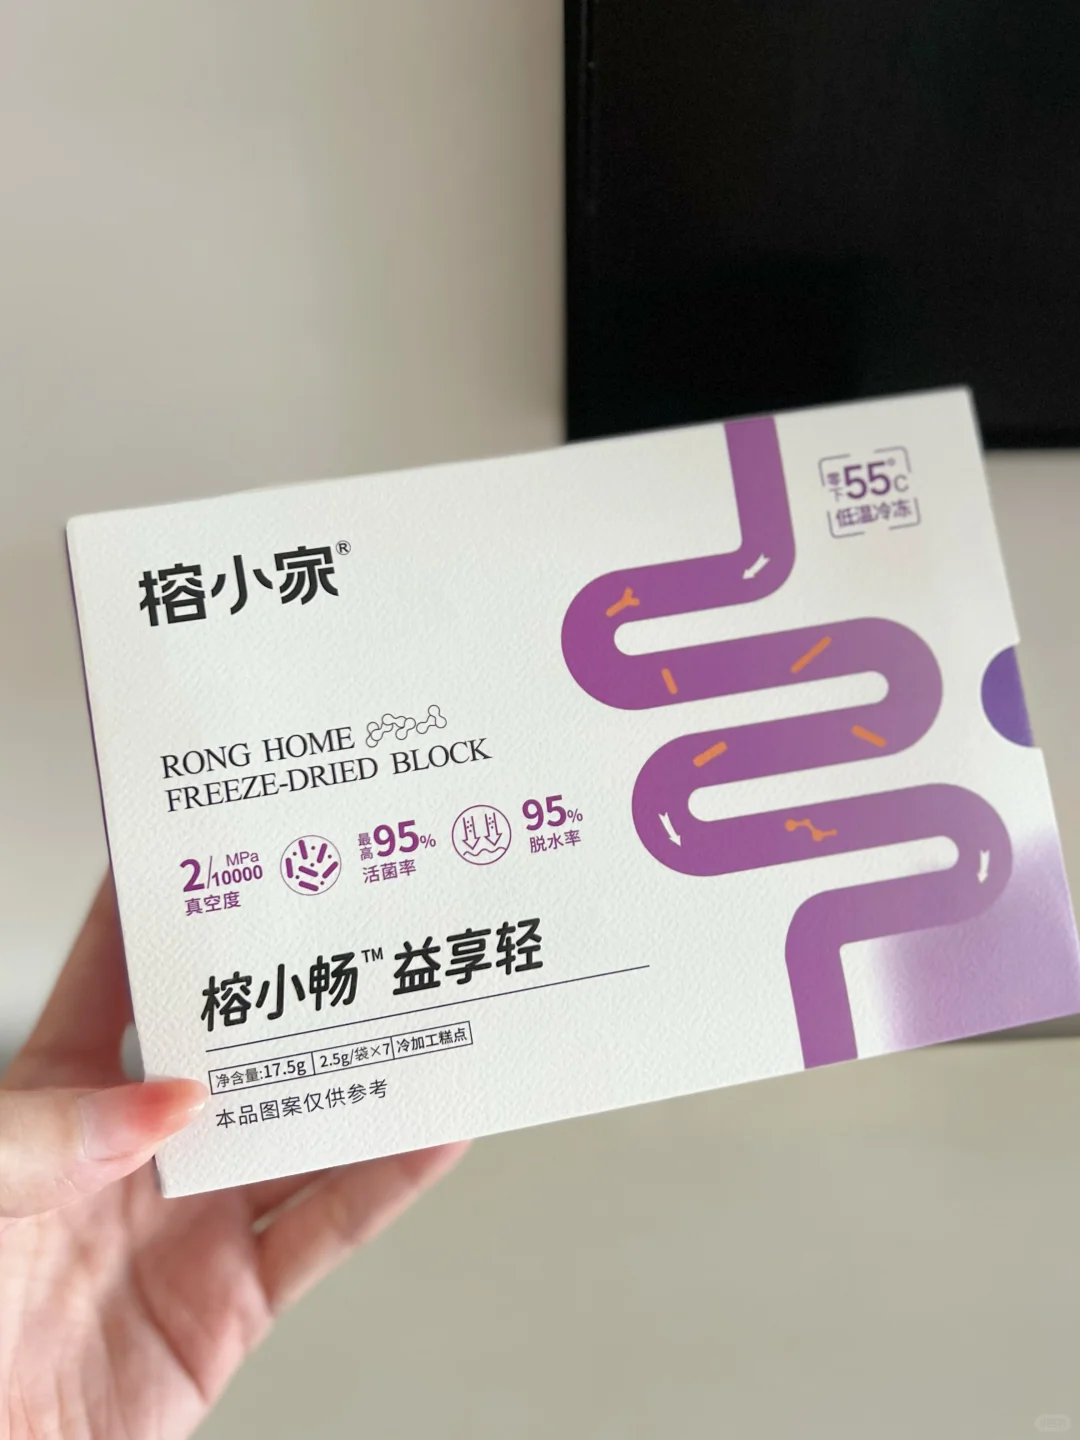 零下55°C
低温冷冻
榕小家®
RONG HOME
FREEZE-DRIED BLOCK
2/10000 MPa
真空度
最高95%
活菌率
95%
脱水率
榕小畅™益享轻
净含量:17.5g 2.5g/袋×7 冷加工糕点
本品图案仅供参考